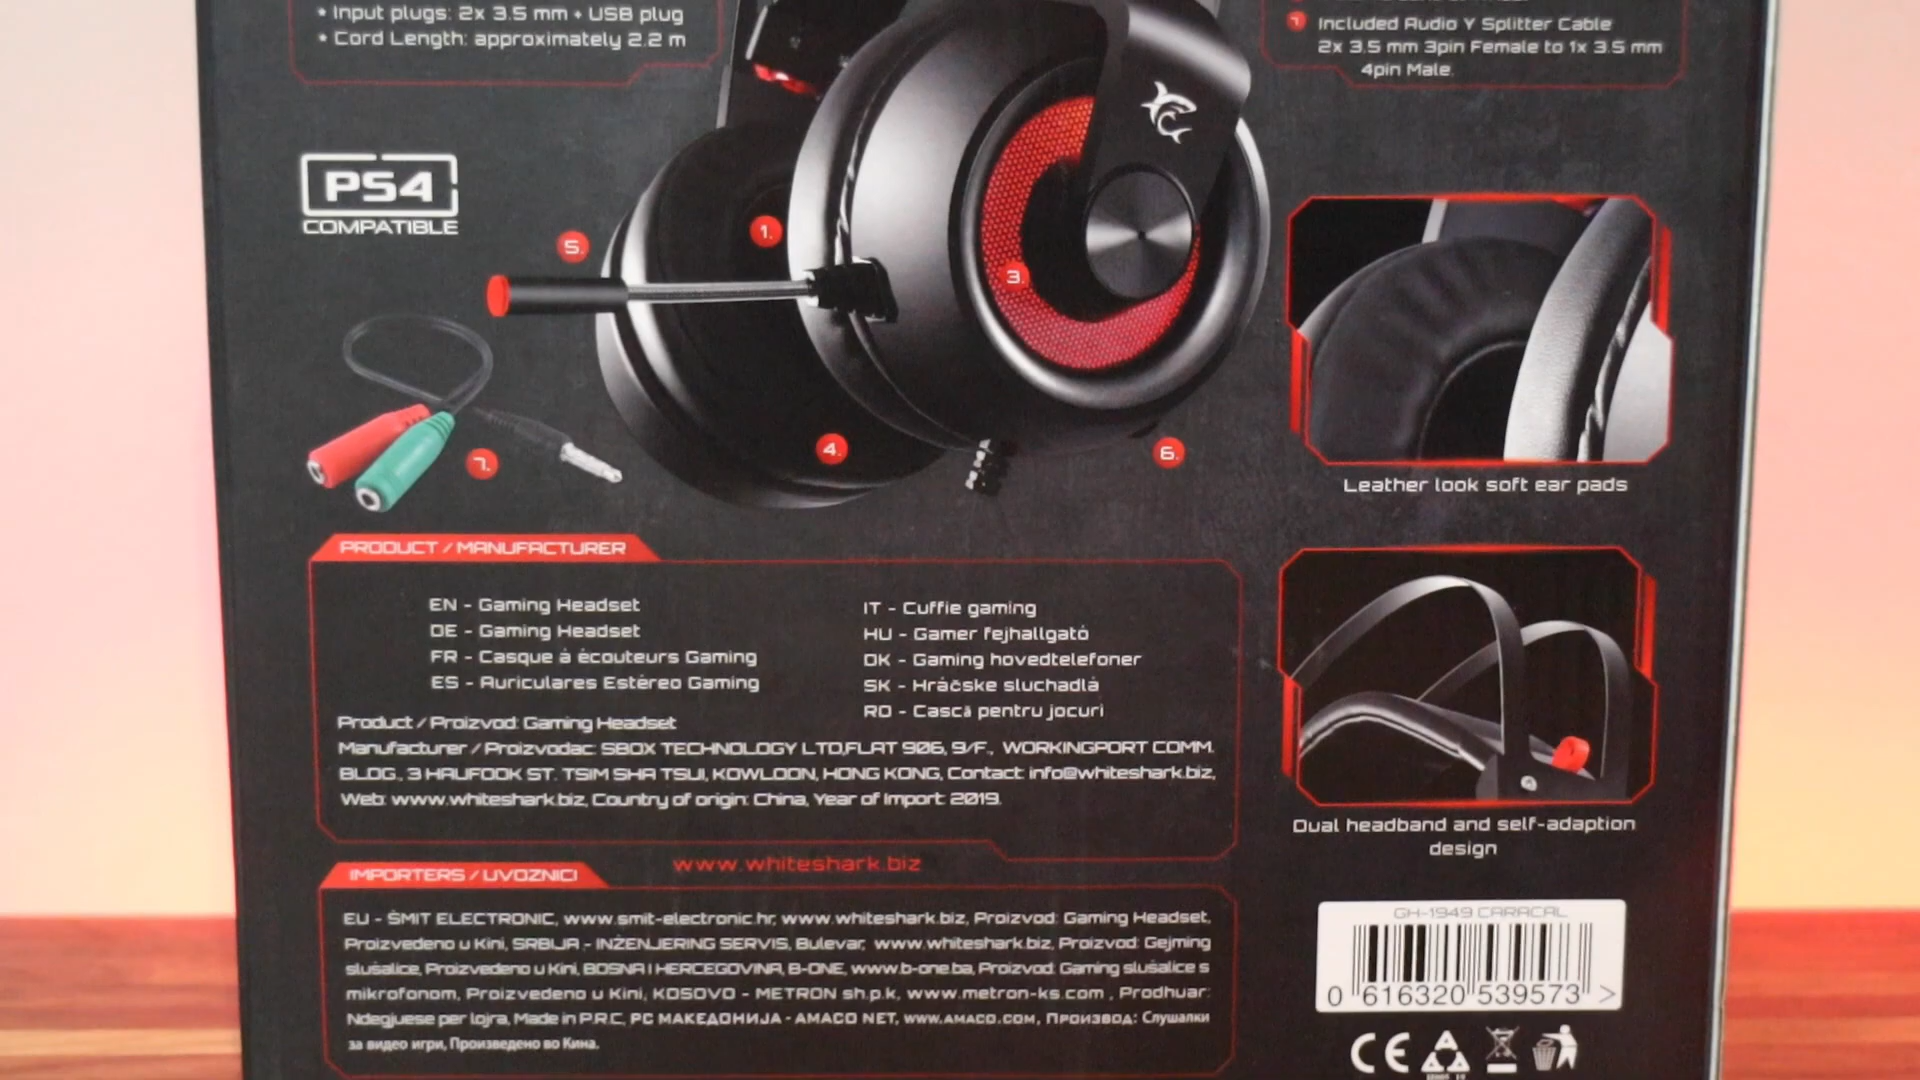 • Input plugs: 2x 3.5 mm + USB plug
• Cord Length: approximately 2.2 m
7 Included Audio Y Splitter Cable
2x 3.5 mm 3pin Female to 1x 3.5 mm
4pin Male.
PS4
COMPATIBLE
5.
1.
3.
4.
6.
7.
Leather look soft ear pads
PRODUCT / MANUFACTURER
EN - Gaming Headset
DE - Gaming Headset
FR - Casque à écouteurs Gaming
ES - Auriculares Estéreo Gaming
IT - Cuffie gaming
HU - Gamer fejhallgató
DK - Gaming hovedtelefoner
SK - Hráčske sluchadlá
RO - Cască pentru jocuri
Product / Proizvod: Gaming Headset
Manufacturer / Proizvodac: SBOX TECHNOLOGY LTD,FLAT 906, 9/F., WORKINGPORT COMM.
BLDG., 3 HAUFOOK ST. TSIM SHA TSUI, KOWLOON, HONG KONG, Contact: info@whiteshark.biz,
Web: www.whiteshark.biz, Country of origin: China, Year of Import: 2019.
Dual headband and self-adaption
design
www.whiteshark.biz
IMPORTERS / UVOZNICI
EU - ŠMIT ELECTRONIC, www.smit-electronic.hr, www.whiteshark.biz, Proizvod: Gaming Headset,
Proizvedeno u Kini, SRBIJA - INŽENJERING SERVIS, Bulevar, www.whiteshark.biz, Proizvod: Gejming
slušalice, Proizvedeno u Kini, BOSNA I HERCEGOVINA, B-ONE, www.b-one.ba, Proizvod: Gaming slušalice s
mikrofonom, Proizvedeno u Kini, KOSOVO - METRON sh.p.k, www.metron-ks.com , Prodhuar:
Ndegjuese per lojra, Made in P.R.C, РС МАКЕДОНИЈА - AMACO NET, www.amaco.com, Производ: Слушалки
за видео игри, Произведено во Кина.
GH-1949 CARACAL
0 616320 539573 >
CE